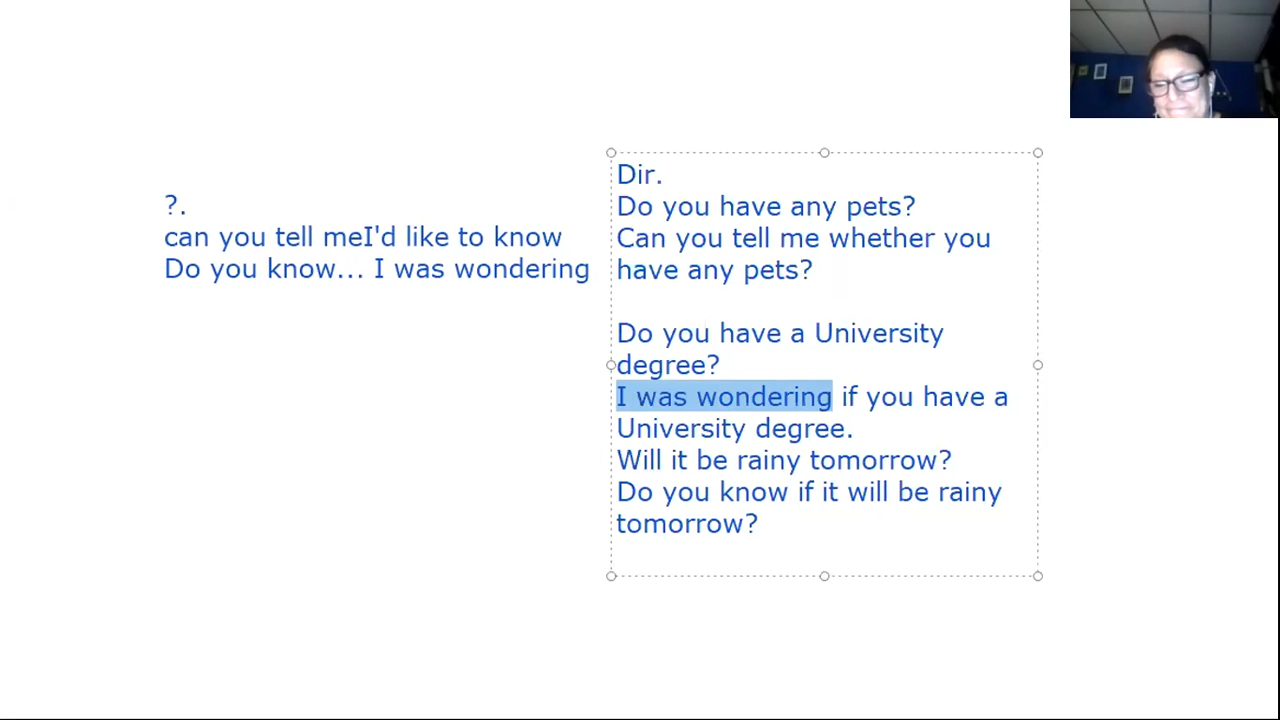 ?.
can you tell meI'd like to know
Do you know... I was wondering
Dir.
Do you have any pets?
Can you tell me whether you
have any pets?
Do you have a University
degree?
I was wondering if you have a
University degree.
Will it be rainy tomorrow?
Do you know if it will be rainy
tomorrow?